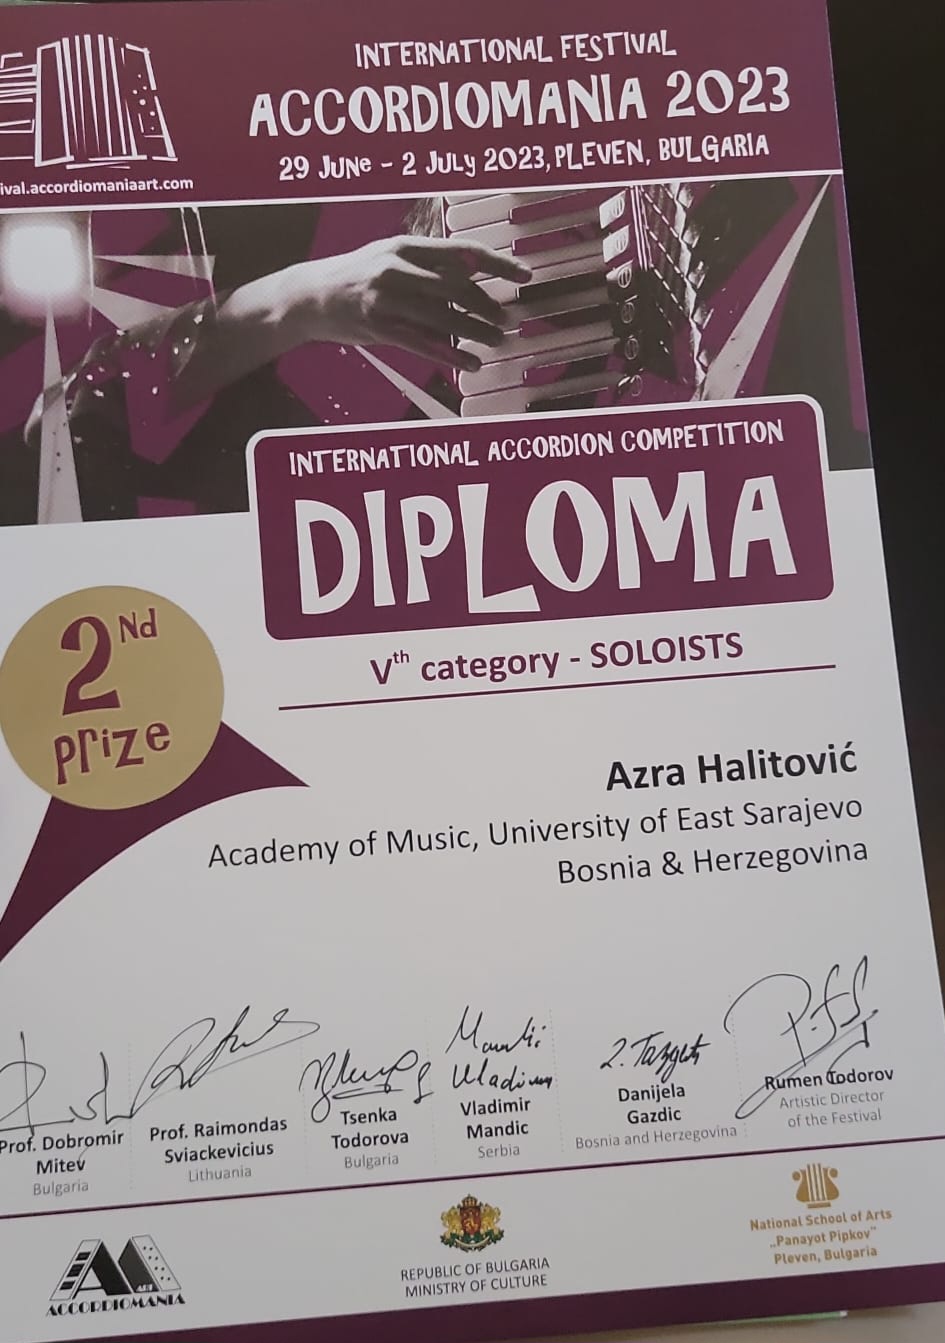 INTERNATIONAL FESTIVAL
ACCORDIOMANIA 2023
29 JUNE - 2 JULY 2023, PLEVEN, BULGARIA
ival.accordiomaniaart.com
INTERNATIONAL ACCORDION COMPETITION
DIPLOMA
2Nd
prize
Vth category - SOLOISTS
Azra Halitović
Academy of Music, University of East Sarajevo
Bosnia & Herzegovina
Prof. Dobromir
Mitev
Bulgaria
Prof. Raimondas
Sviackevicius
Lithuania
Tsenka
Todorova
Bulgaria
Mandić
Vladimir
Vladimir
Mandic
Serbia
Danijela
Gazdic
Bosnia and Herzegovina
Rumen Todorov
Artistic Director
of the Festival
ART
ACCORDIOMANIA
REPUBLIC OF BULGARIA
MINISTRY OF CULTURE
National School of Arts
„Panayot Pipkov"
Pleven, Bulgaria